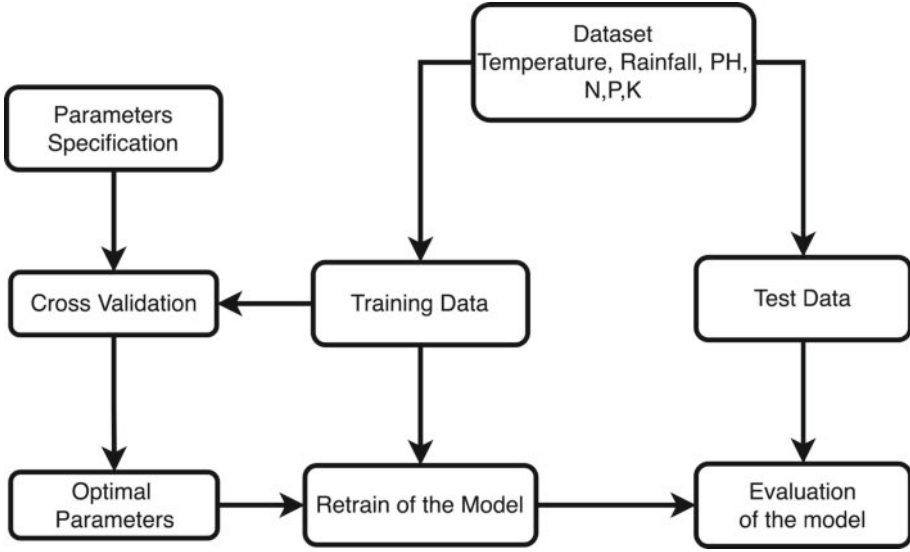 Dataset
Temperature, Rainfall, PH,
N,P,K
Parameters
Specification
Cross Validation
Training Data
Test Data
Optimal
Parameters
Retrain of the Model
Evaluation
of the model